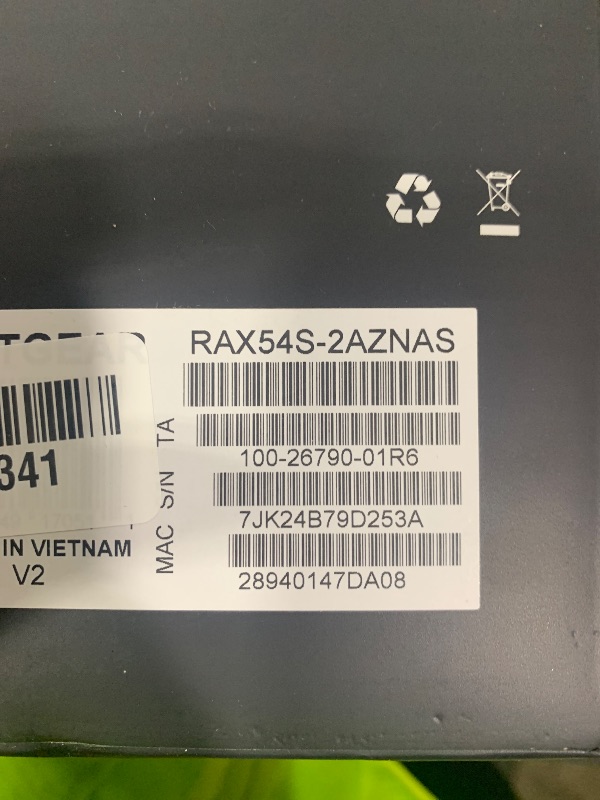 RAX54S-2AZNAS
TA
100-26790-01R6
341
S/N
7JK24B79D253A
IN VIETNAM
MAC
28940147DA08
V2